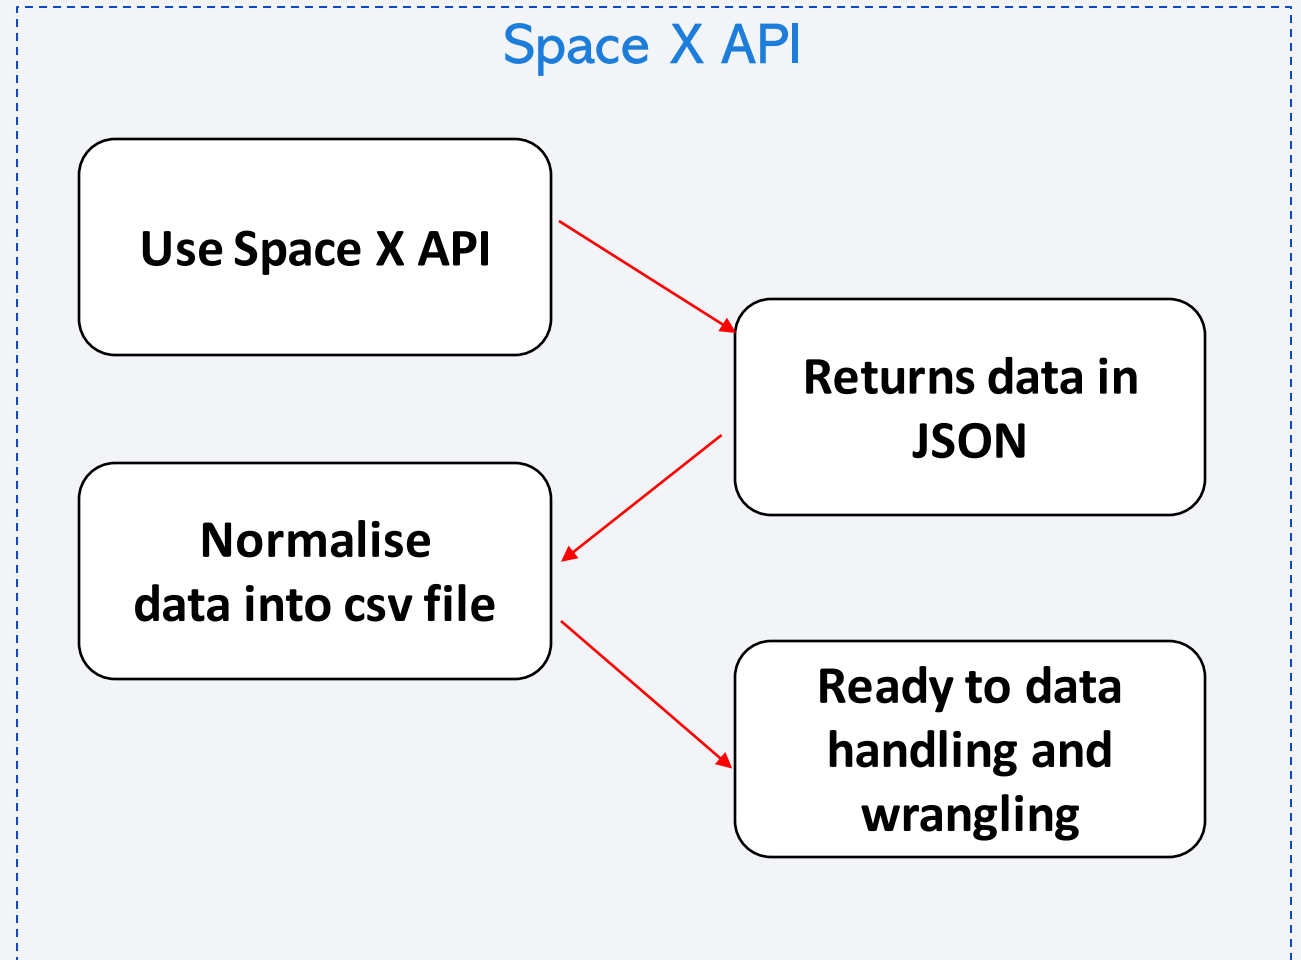 Space X API
Use Space X API
Returns data in
JSON
Normalise
data into csv file
Ready to data
handling and
wrangling